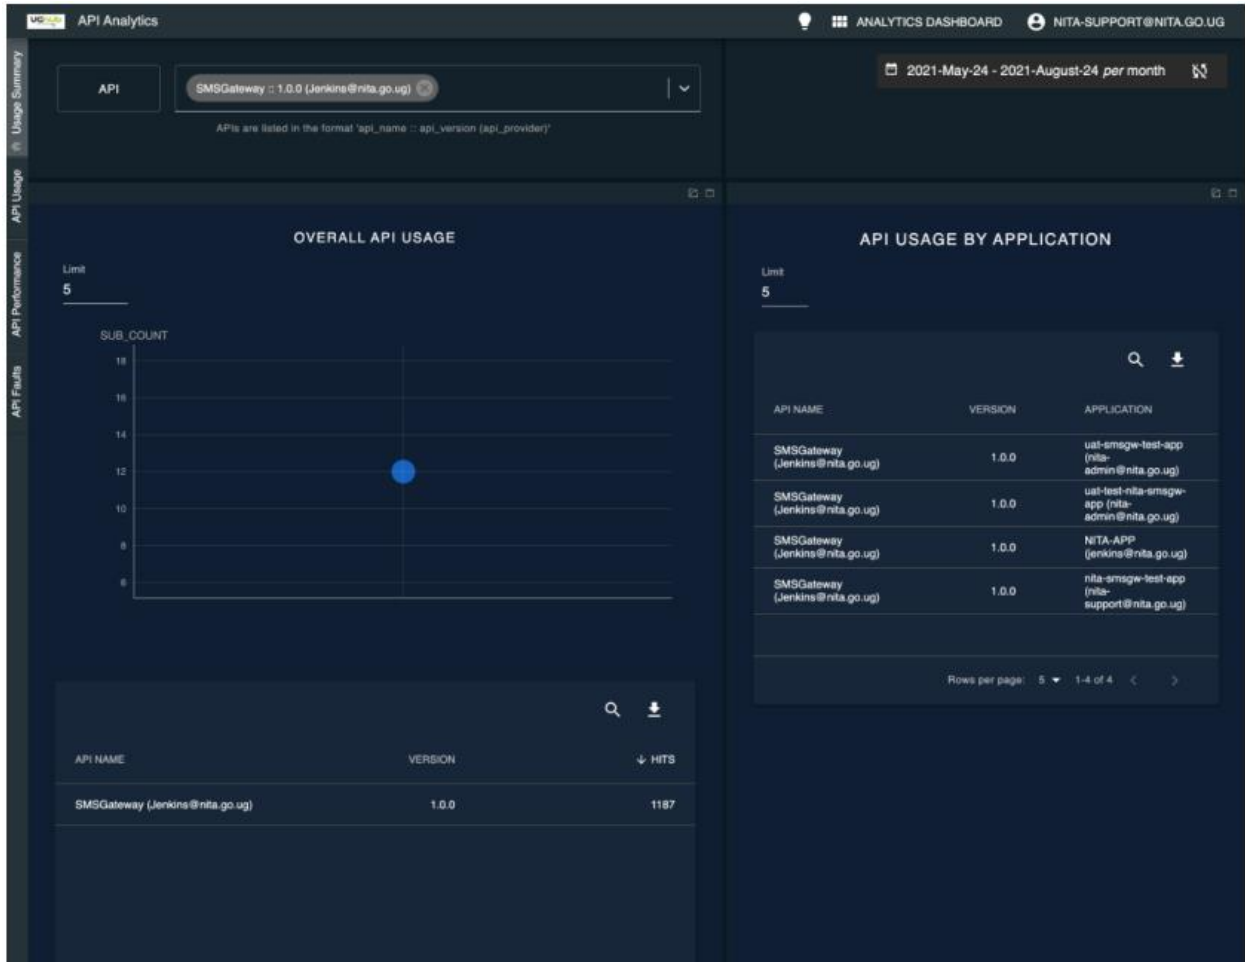 UGhub API Analytics ANALYTICS DASHBOARD NITA-SUPPORT@NITA.GO.UG
Usage Summary
API Usage
API Performance
API Faults
API
SMSGateway :: 1.0.0 (Jenkins@nita.go.ug)
APIs are listed in the format 'api_name :: api_version (api_provider)'
2021-May-24 - 2021-August-24 per month
OVERALL API USAGE
Limit
5
SUB_COUNT
18
16
14
12
10
8
6
API NAME VERSION HITS
SMSGateway (Jenkins@nita.go.ug) 1.0.0 1187
API USAGE BY APPLICATION
Limit
5
API NAME VERSION APPLICATION
SMSGateway
(Jenkins@nita.go.ug)
1.0.0
uat-smsgw-test-app
(nita-
admin@nita.go.ug)
SMSGateway
(Jenkins@nita.go.ug)
1.0.0
uat-test-nita-smsgw-
app (nita-
admin@nita.go.ug)
SMSGateway
(Jenkins@nita.go.ug)
1.0.0
NITA-APP
(jenkins@nita.go.ug)
SMSGateway
(Jenkins@nita.go.ug)
1.0.0
nita-smsgw-test-app
(nita-
support@nita.go.ug)
Rows per page: 5 1-4 of 4